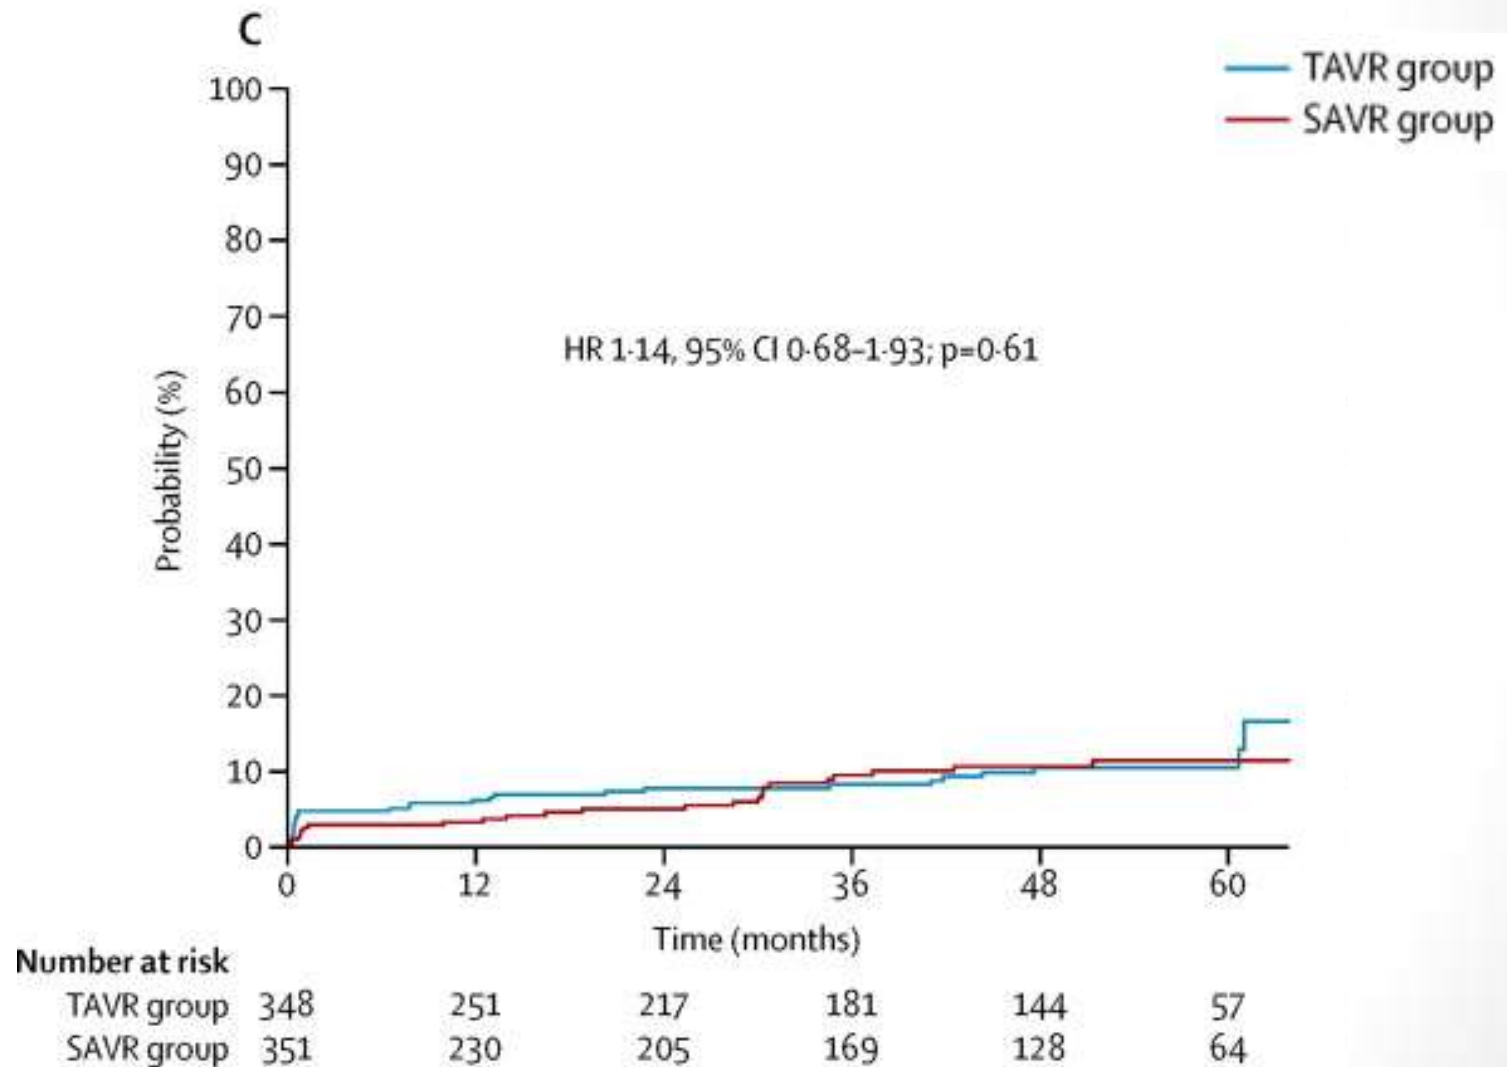 C
TAVR group
SAVR group
100
90
80
70
60
50
40
30
20
10
0
Probability (%)
HR 1·14, 95% CI 0·68–1·93; p=0·61
0 12 24 36 48 60
Time (months)
Number at risk
TAVR group 348 251 217 181 144 57
SAVR group 351 230 205 169 128 64